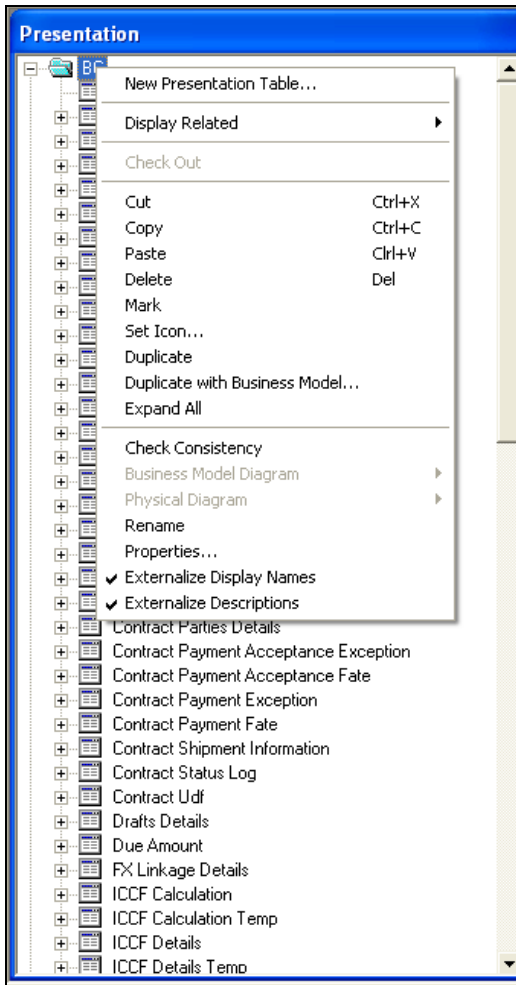 Presentation
BC
New Presentation Table...
Display Related
Check Out
Cut Ctrl+X
Copy Ctrl+C
Paste Ctrl+V
Delete Del
Mark
Set Icon...
Duplicate
Duplicate with Business Model...
Expand All
Check Consistency
Business Model Diagram
Physical Diagram
Rename
Properties...
Externalize Display Names
Externalize Descriptions
Contract Parties Details
Contract Payment Acceptance Exception
Contract Payment Acceptance Fate
Contract Payment Exception
Contract Payment Fate
Contract Shipment Information
Contract Status Log
Contract Udf
Drafts Details
Due Amount
FX Linkage Details
ICCF Calculation
ICCF Calculation Temp
ICCF Details
ICCF Details Temp